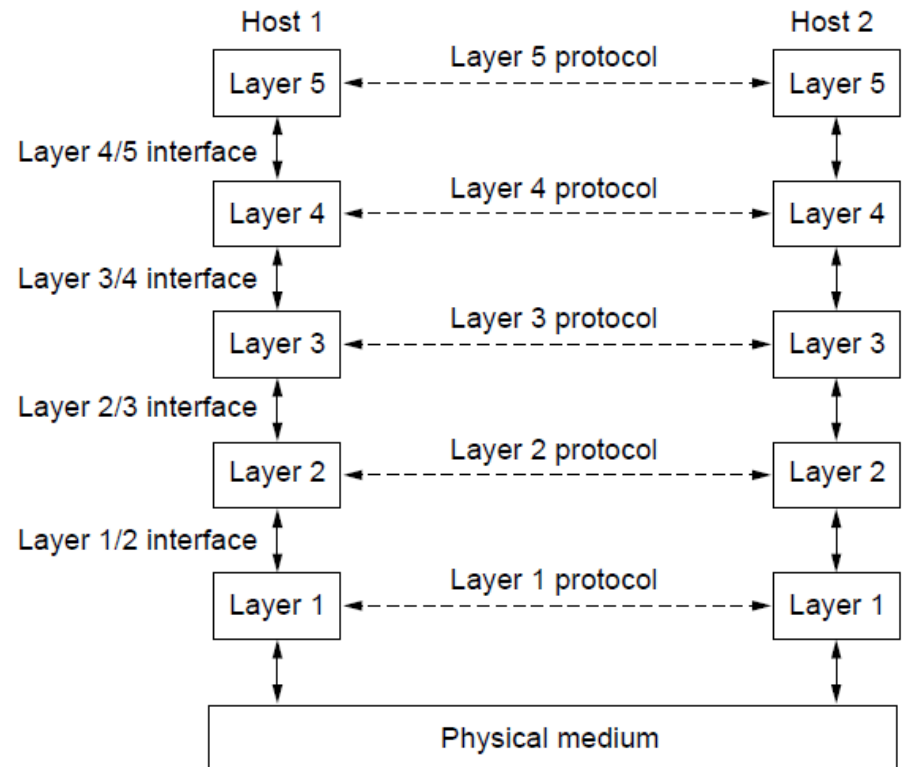 Host 1 Host 2
Layer 5 protocol
Layer 5 Layer 5
Layer 4/5 interface
Layer 4 protocol
Layer 4 Layer 4
Layer 3/4 interface
Layer 3 protocol
Layer 3 Layer 3
Layer 2/3 interface
Layer 2 protocol
Layer 2 Layer 2
Layer 1/2 interface
Layer 1 protocol
Layer 1 Layer 1
Physical medium